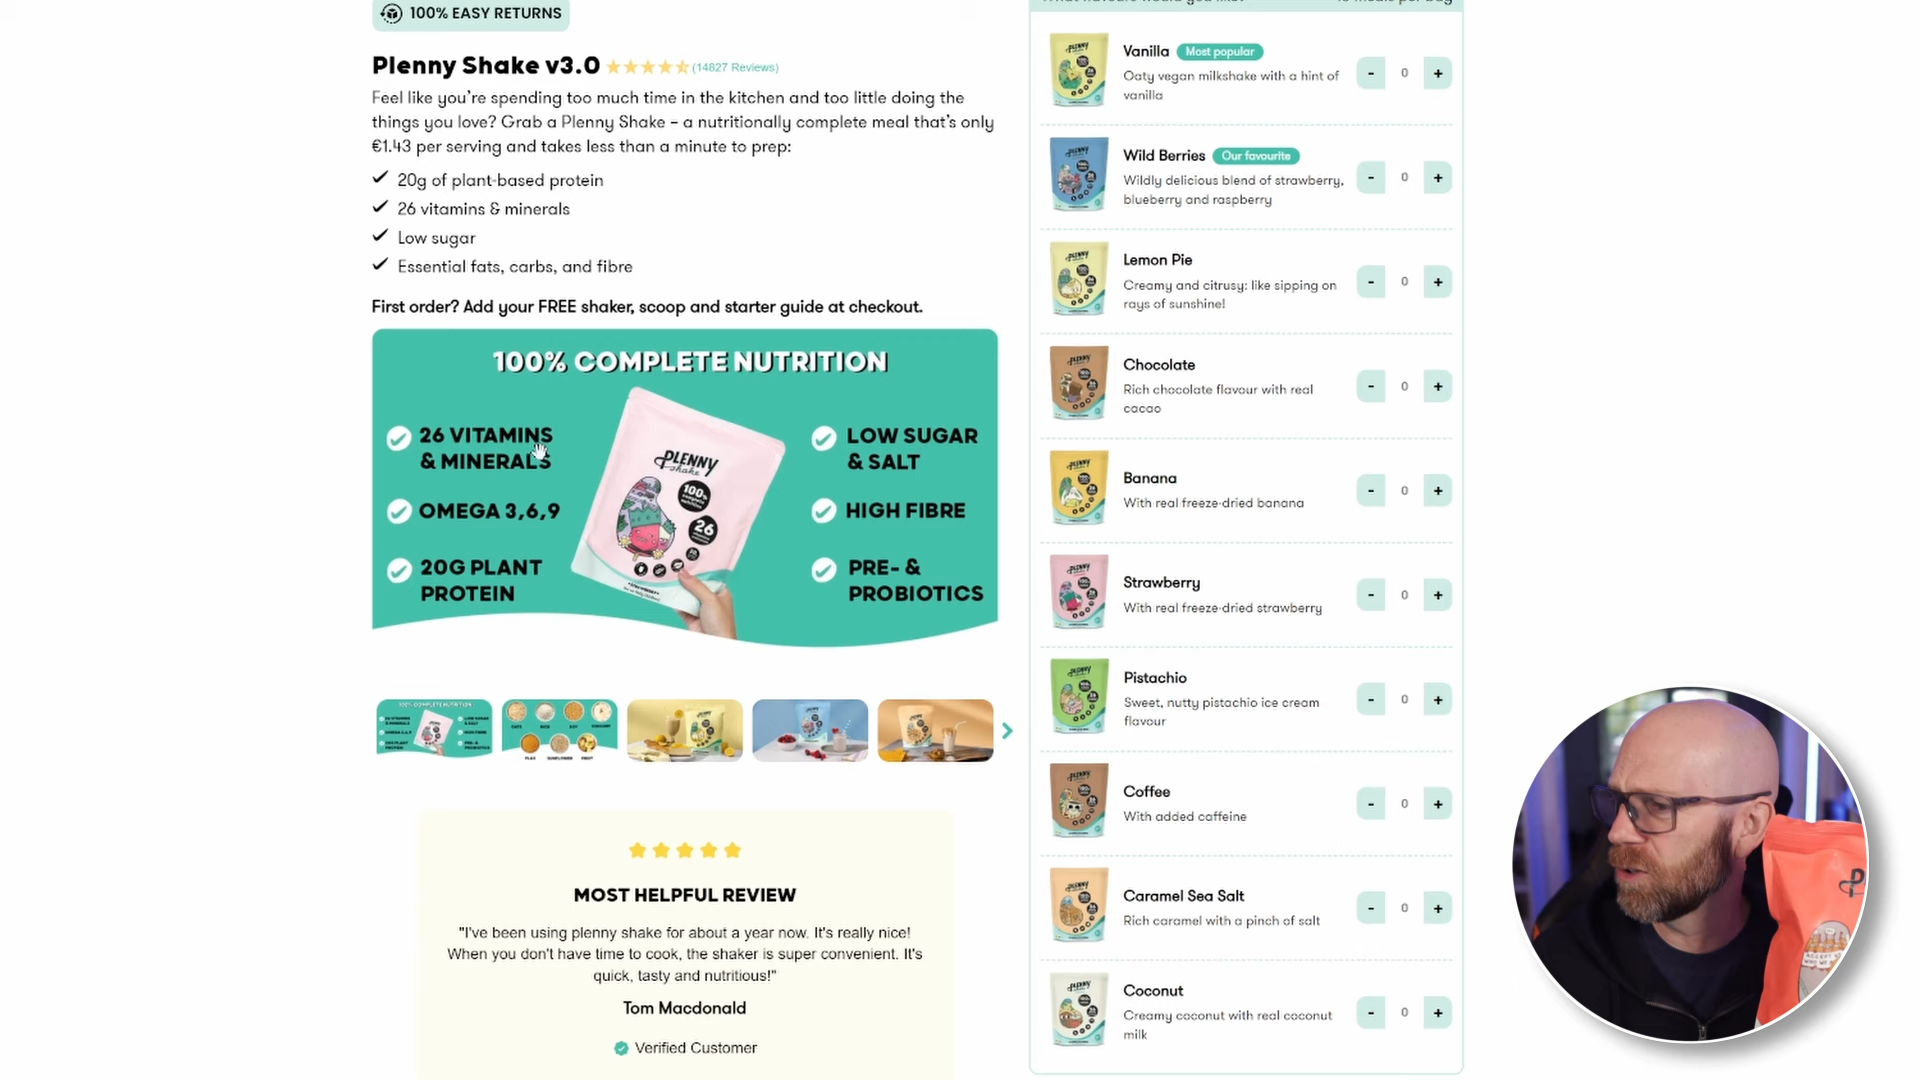 100% EASY RETURNS
Plenny Shake v3.0 (14827 Reviews)
Feel like you're spending too much time in the kitchen and too little doing the
things you love? Grab a Plenny Shake – a nutritionally complete meal that's only
€1.43 per serving and takes less than a minute to prep:
20g of plant-based protein
26 vitamins & minerals
Low sugar
Essential fats, carbs, and fibre
First order? Add your FREE shaker, scoop and starter guide at checkout.
100% COMPLETE NUTRITION
26 VITAMINS
& MINERALS
OMEGA 3,6,9
20G PLANT
PROTEIN
PLENNY
shake
100%
26
LOW SUGAR
& SALT
HIGH FIBRE
PRE- &
PROBIOTICS
MOST HELPFUL REVIEW
"I've been using plenny shake for about a year now. It's really nice!
When you don't have time to cook, the shaker is super convenient. It's
quick, tasty and nutritious!"
Tom Macdonald
Verified Customer
Vanilla Most popular
Oaty vegan milkshake with a hint of
vanilla
- 0 +
Wild Berries Our favourite
Wildly delicious blend of strawberry,
blueberry and raspberry
- 0 +
Lemon Pie
Creamy and citrusy: like sipping on
rays of sunshine!
- 0 +
Chocolate
Rich chocolate flavour with real
cacao
- 0 +
Banana
With real freeze-dried banana
- 0 +
Strawberry
With real freeze-dried strawberry
- 0 +
Pistachio
Sweet, nutty pistachio ice cream
flavour
- 0 +
Coffee
With added caffeine
- 0 +
Caramel Sea Salt
Rich caramel with a pinch of salt
- 0 +
Coconut
Creamy coconut with real coconut
milk
- 0 +